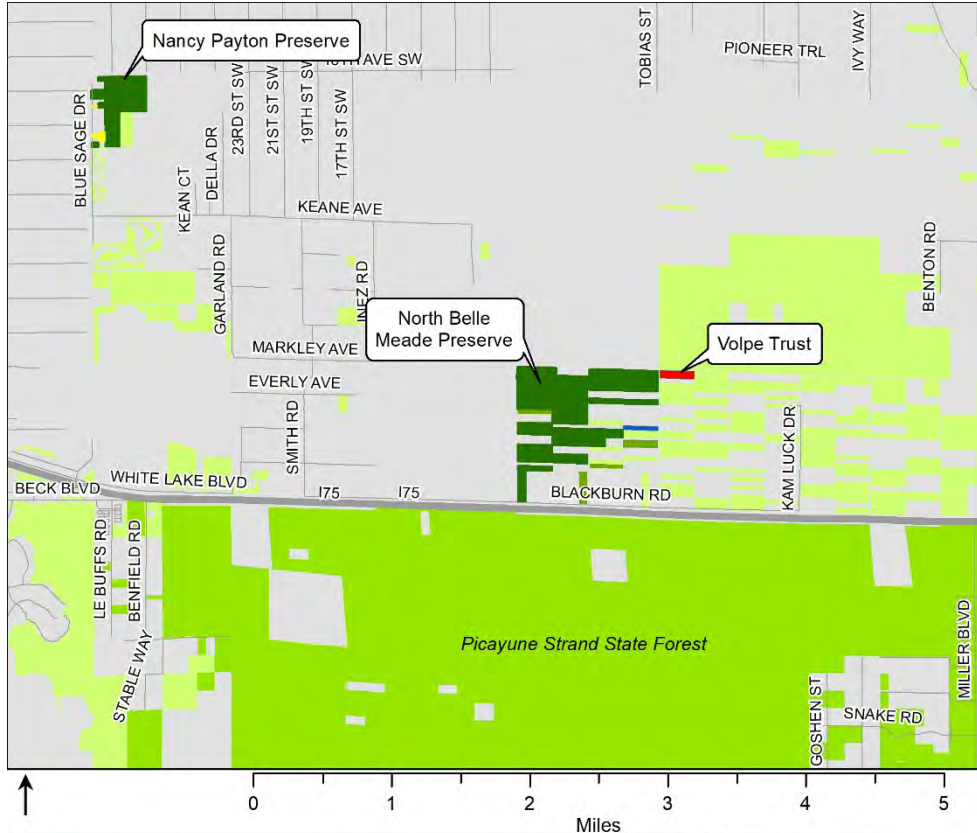 Nancy Payton Preserve
AVE SW
TOBIAS ST
PIONEER TRL
IVY WAY
BLUE SAGE DR
23RD ST SW
21ST ST SW
19TH ST SW
17TH ST SW
KEAN CT
DELLA DR
KEANE AVE
GARLAND RD
INEZ RD
BENTON RD
North Belle
Meade Preserve
Volpe Trust
MARKLEY AVE
EVERLY AVE
SMITH RD
KAM LUCK DR
BECK BLVD
WHITE LAKE BLVD
I75
I75
BLACKBURN RD
LE BUFFS RD
BENFIELD RD
STABLE WAY
Picayune Strand State Forest
MILLER BLVD
GOSHEN ST
SNAKE RD
0 1 2 3 4 5
Miles